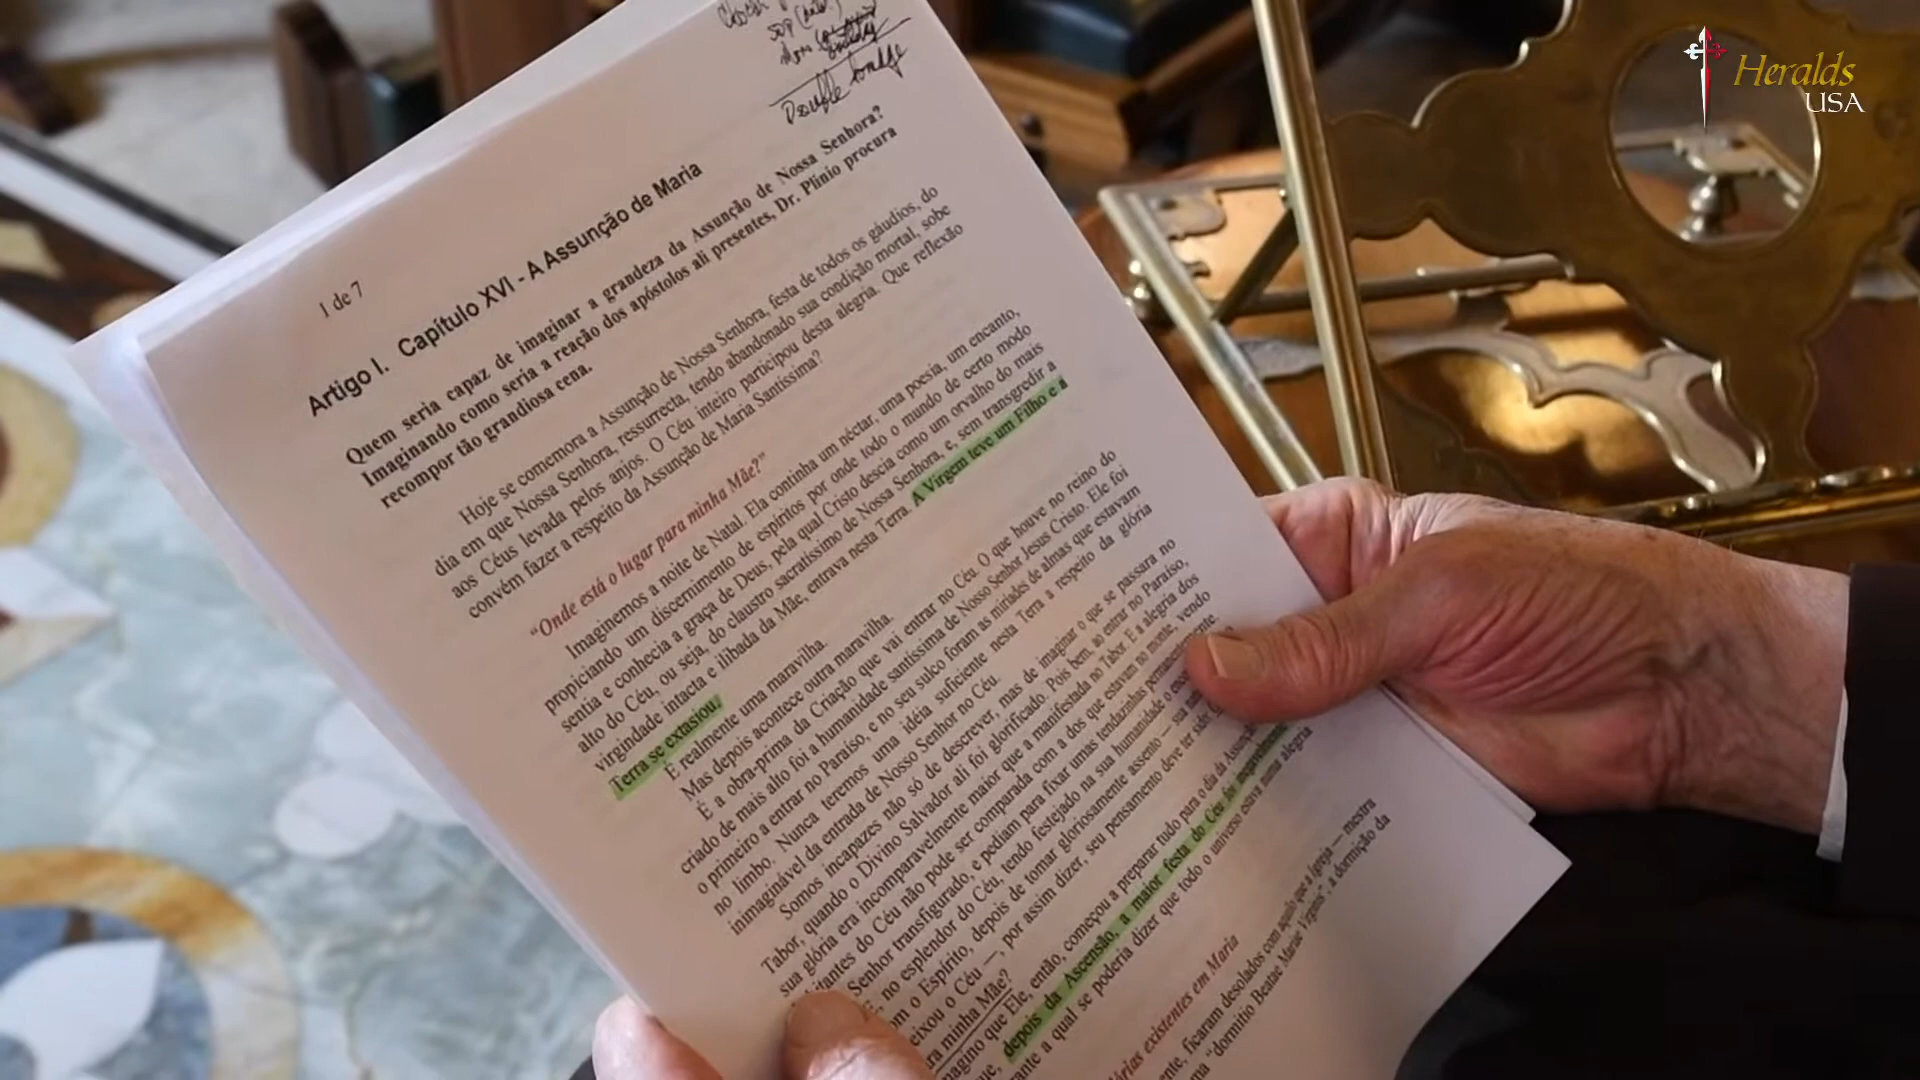 Heralds
USA
SDP
Double
1 de 7
Artigo I. Capítulo XVI - A Assunção de Maria
Quem seria capaz de imaginar a grandeza da Assunção de Nossa Senhora?
Imaginando como seria a reação dos apóstolos ali presentes, Dr. Plinio procura
recompor tão grandiosa cena.
Hoje se comemora a Assunção de Nossa Senhora, festa de todos os gáudios, do
dia em que Nossa Senhora, ressurrecta, tendo abandonado sua condição mortal, sobe
aos Céus levada pelos anjos. O Céu inteiro participou desta alegria. Que reflexão
convém fazer a respeito da Assunção de Maria Santíssima?
“Onde está o lugar para minha Mãe?”
Imaginemos a noite de Natal. Ela continha um néctar, uma poesia, um encanto,
propiciando um discernimento de espíritos por onde todo o mundo de certo modo
sentia e conhecia a graça de Deus, pela qual Cristo descia como um orvalho do mais
alto do Céu, ou seja, do claustro sacratíssimo de Nossa Senhora, e, sem transgredir a
virgindade intacta e ilibada da Mãe, entrava nesta Terra. A Virgem teve um Filho e a
Terra se extasiou.
É realmente uma maravilha.
Mas depois acontece outra maravilha.
É a obra-prima da Criação que vai entrar no Céu. O que houve no reino do
criado de mais alto foi a humanidade santíssima de Nosso Senhor Jesus Cristo. Ele foi
o primeiro a entrar no Paraíso, e no seu sulco foram as miríades de almas que estavam
no limbo. Nunca teremos uma idéia suficiente nesta Terra a respeito da glória
inimaginável da entrada de Nosso Senhor no Céu.
Somos incapazes não só de descrever, mas de imaginar o que se passara no
Tabor, quando o Divino Salvador ali foi glorificado. Pois bem, ao entrar no Paraíso,
sua glória era incomparavelmente maior que a manifestada no Tabor. E a alegria dos
habitantes do Céu não pode ser comparada com a dos que estavam no monte, vendo
Senhor transfigurado, e pediam para fixar umas tendazinhas
no esplendor do Céu, tendo festejado na sua humanidade o
o Espírito, depois de tomar gloriosamente assento — sua
deixou o Céu —, por assim dizer, seu pensamento deve ter sido
minha Mãe?
que Ele, então, começou a preparar tudo para o dia da
depois da Ascensão, a maior festa do Céu foi
a qual se poderia dizer que todo o universo estava numa alegria
existentes em Maria
ficaram desolados com aquilo que a Igreja — mostra
“dormitio Beatae Mariae Virginis”, a dormição da